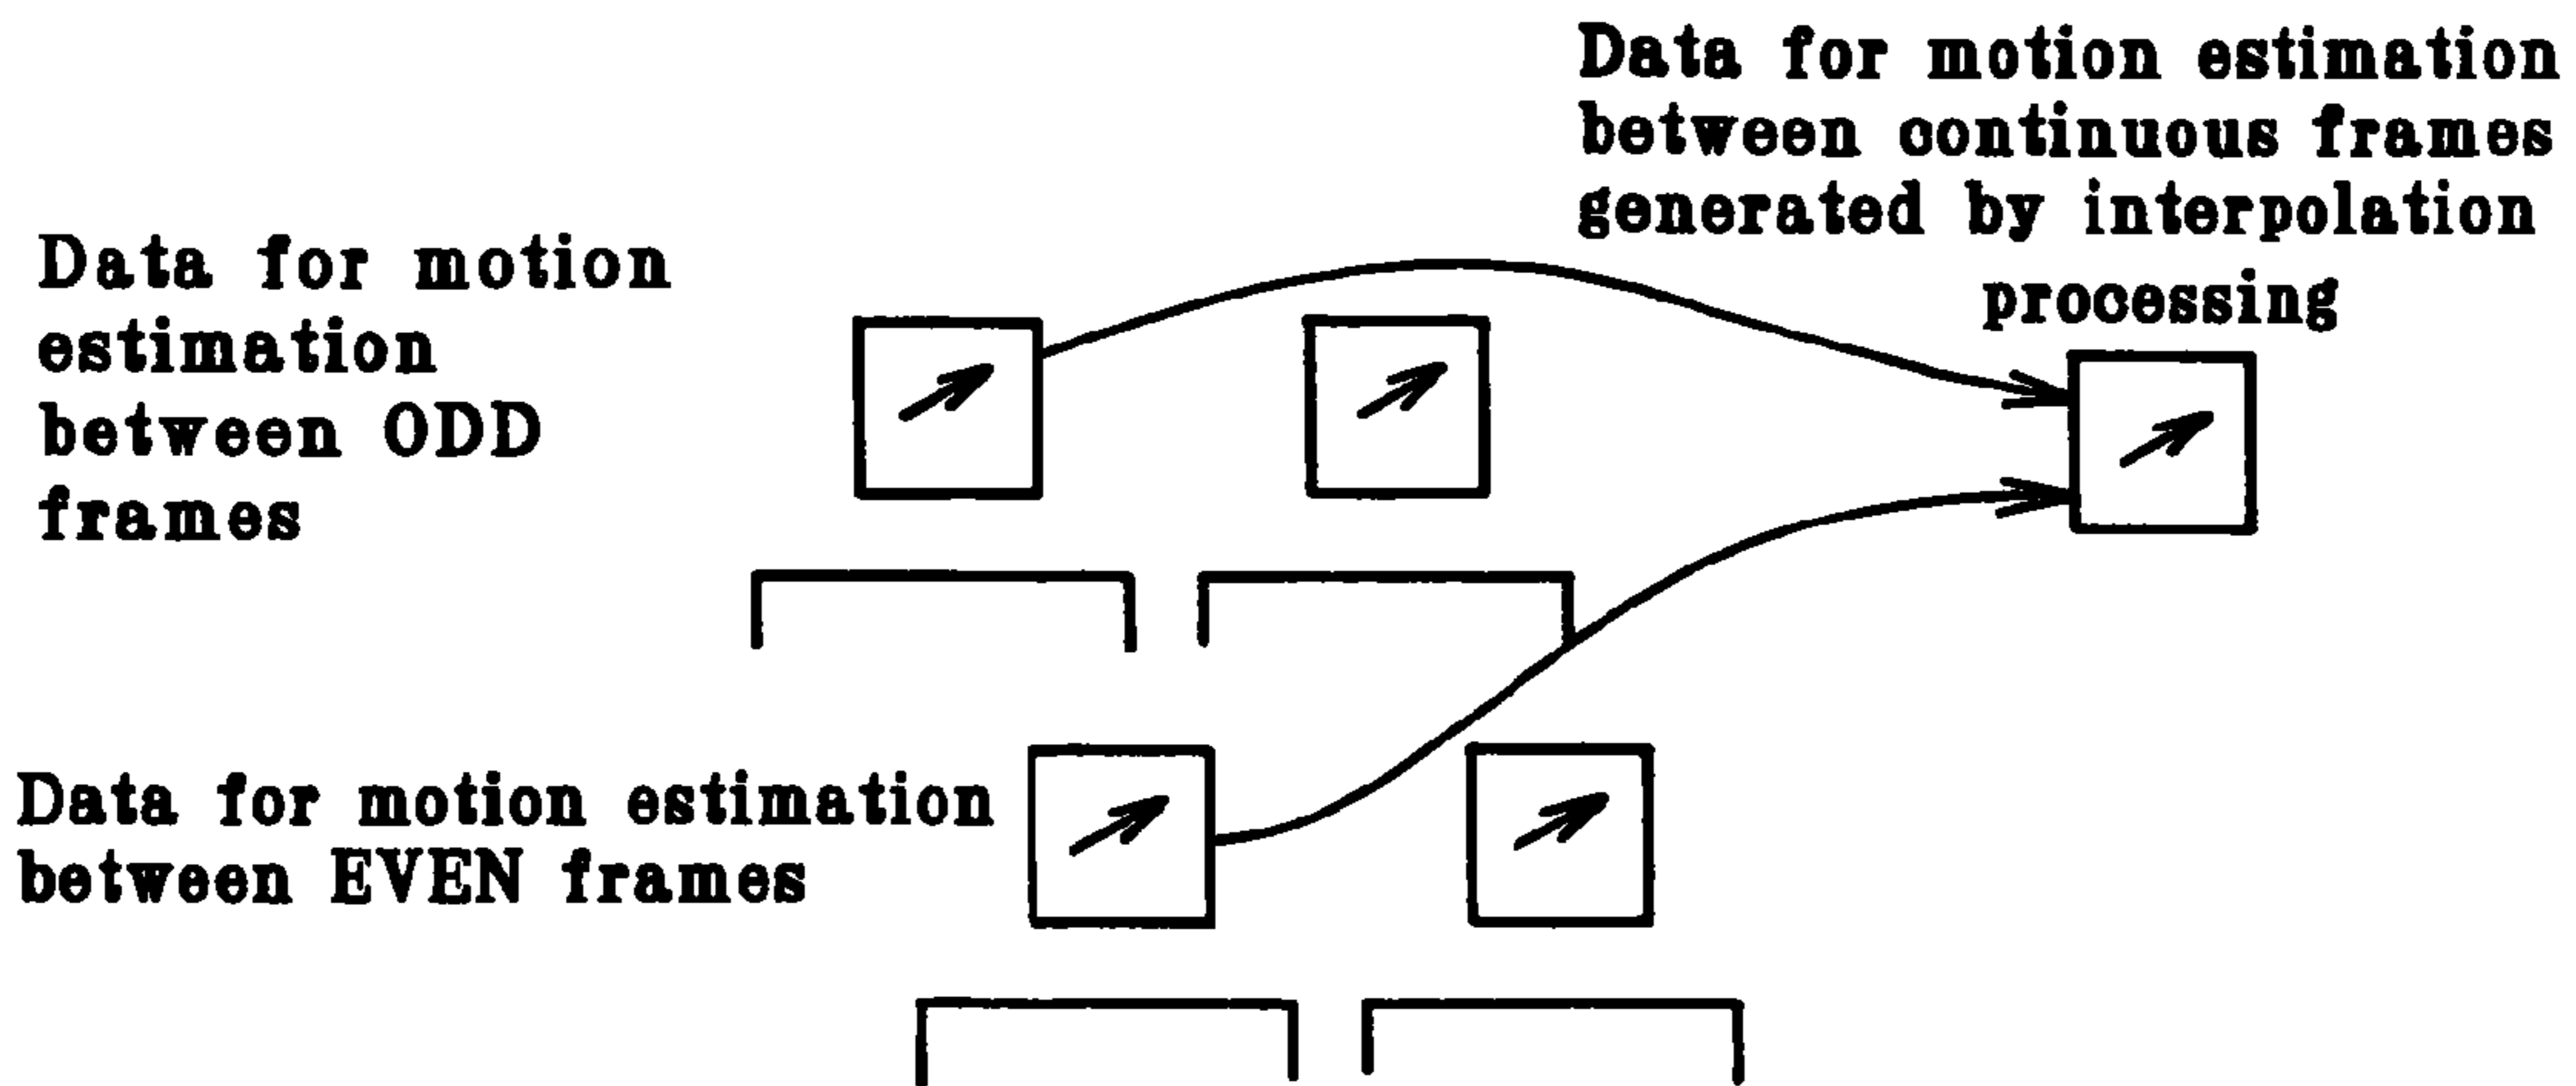 Data for motion estimation
between continuous frames
generated by interpolation
processing
Data for motion
estimation
between ODD
frames
Data for motion estimation
between EVEN frames